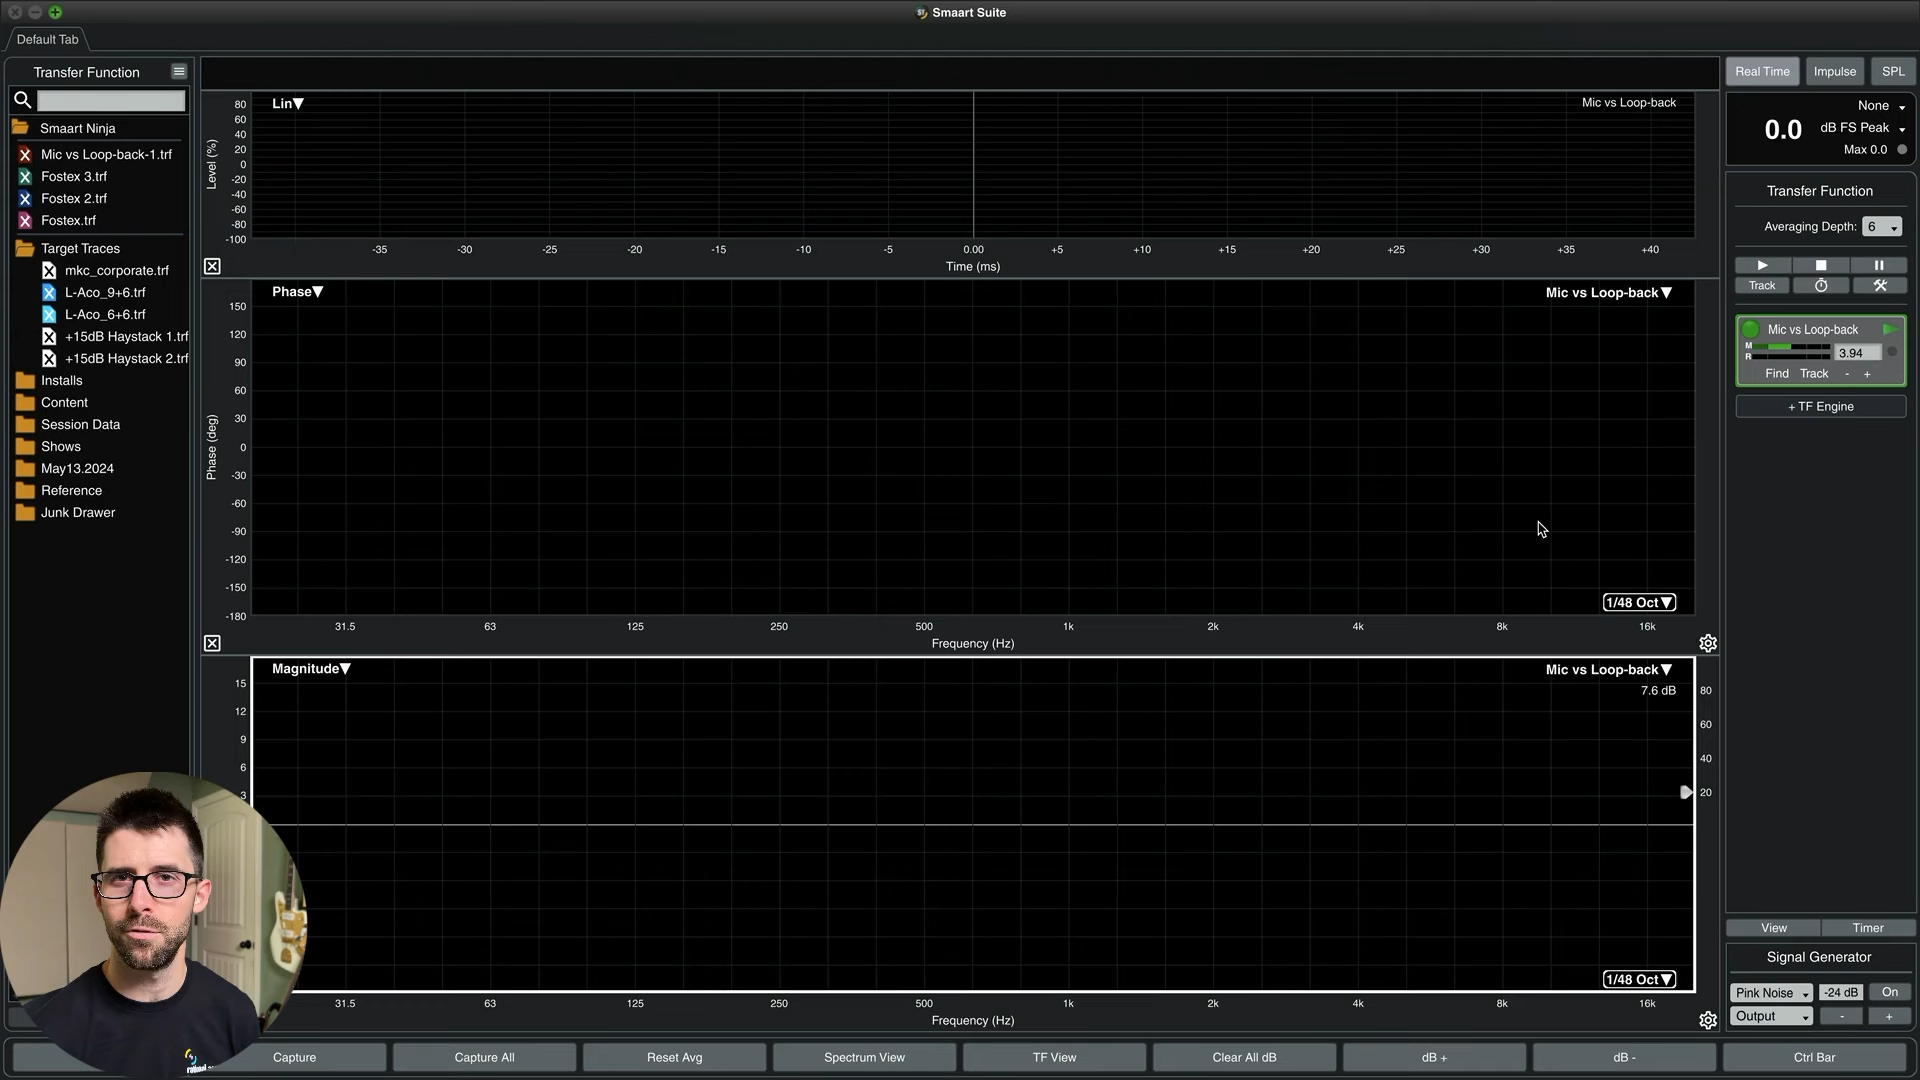 Smaart Suite
Default Tab
Transfer Function
Smaart Ninja
Mic vs Loop-back-1.trf
Fostex 3.trf
Fostex 2.trf
Fostex.trf
Target Traces
mkc_corporate.trf
L-Aco_9+6.trf
L-Aco_6+6.trf
+15dB Haystack 1.trf
+15dB Haystack 2.trf
Installs
Content
Session Data
Shows
May13.2024
Reference
Junk Drawer
Lin
Mic vs Loop-back
80
60
40
20
0
-20
-40
-60
-80
-100
Level (%)
-35 -30 -25 -20 -15 -10 -5 0.00 +5 +10 +15 +20 +25 +30 +35 +40
Time (ms)
Phase
Mic vs Loop-back
150
120
90
60
30
0
-30
-60
-90
-120
-150
-180
Phase (deg)
1/48 Oct
31.5 63 125 250 500 1k 2k 4k 8k 16k
Frequency (Hz)
Magnitude
Mic vs Loop-back
7.6 dB
15
12
9
6
3
80
60
40
20
1/48 Oct
31.5 63 125 250 500 1k 2k 4k 8k 16k
Frequency (Hz)
Real Time Impulse SPL
None
0.0 dB FS Peak
Max 0.0
Transfer Function
Averaging Depth: 6
Track
Mic vs Loop-back
M
R
3.94
Find Track - +
+ TF Engine
View Timer
Signal Generator
Pink Noise -24 dB On
Output - +
Capture Capture All Reset Avg Spectrum View TF View Clear All dB dB + dB - Ctrl Bar